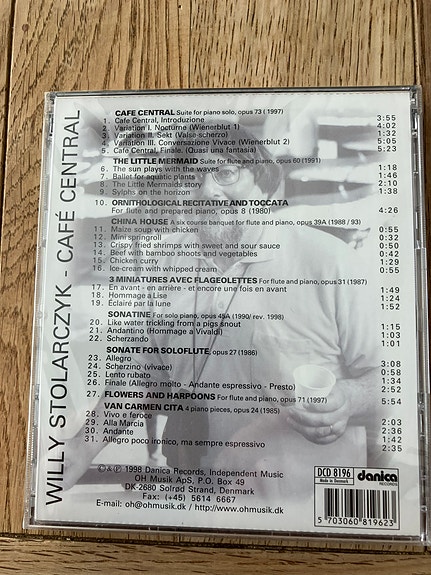 WILLY STOLARCZYK - CAFÉ CENTRAL
CAFE CENTRAL Suite for piano solo, opus 73 (1997)
1. Cafe Central, Introduzione 3:55
2. Variation I. Nocturne (Wienerblut 1) 4:02
3. Variation II. Sekt (Valse-scherzo) 1:32
4. Variation III. Conversazione Vivace (Wienerblut 2) 5:05
5. Cafe Central, Finale. (Quasi una fantasia) 5:23
THE LITTLE MERMAID Suite for flute and piano, opus 60 (1991)
6. The sun plays with the waves 1:18
7. Ballet for aquatic plants 1:46
8. The Little Mermaids story 2:10
9. Sylphs on the horizon 1:38
10. ORNITHOLOGICAL RECITATIVE AND TOCCATA
For flute and prepared piano, opus 8 (1980) 4:26
CHINA HOUSE A six course banquet for flute and piano, opus 39A (1988 / 93)
11. Maize soup with chicken 0:55
12. Mini springroll 0:32
13. Crispy fried shrimps with sweet and sour sauce 0:50
14. Beef with bamboo shoots and vegetables 0:42
15. Chicken curry 1:29
16. Ice-cream with whipped cream 0:55
3 MINIATURES AVEC FLAGEOLETTES For flute and piano, opus 31 (1987)
17. En avant - en arrière - et encore une fois en avant 1:49
18. Hommage a Lise 1:24
19. Éclairé par la lune 1:52
SONATINE For solo piano, opus 45A (1990/ rev. 1998)
20. Like water trickling from a pigs snout 1:15
21. Andantino (Hommage a Vivaldi) 1:03
22. Scherzando 1:01
SONATE FOR SOLOFLUTE, opus 27 (1986)
23. Allegro 3:08
24. Scherzino (vivace) 0:58
25. Lento rubato 1:34
26. Finale (Allegro mólto - Andante espressivo - Presto) 2:52
27. FLOWERS AND HARPOONS For flute and piano, opus 71 (1997) 5:54
VAN CARMEN CITA 4 piano pieces, opus 24 (1985)
28. Vivo e feroce 2:03
29. Alla Marcia 2:36
30. Andante 1:42
31. Allegro poco ironico, ma sempre espressivo 2:35
© & ℗ 1998 Danica Records, Independent Music
OH Musik ApS, P.O. Box 49
DK-2680 Solrød Strand, Denmark
Fax: (+45) 5614 6667
E-mail: oh@ohmusik.dk / http://www.ohmusik.dk
DCD 8196
Made in Denmark
danica
RECORDS
5 703060 819623